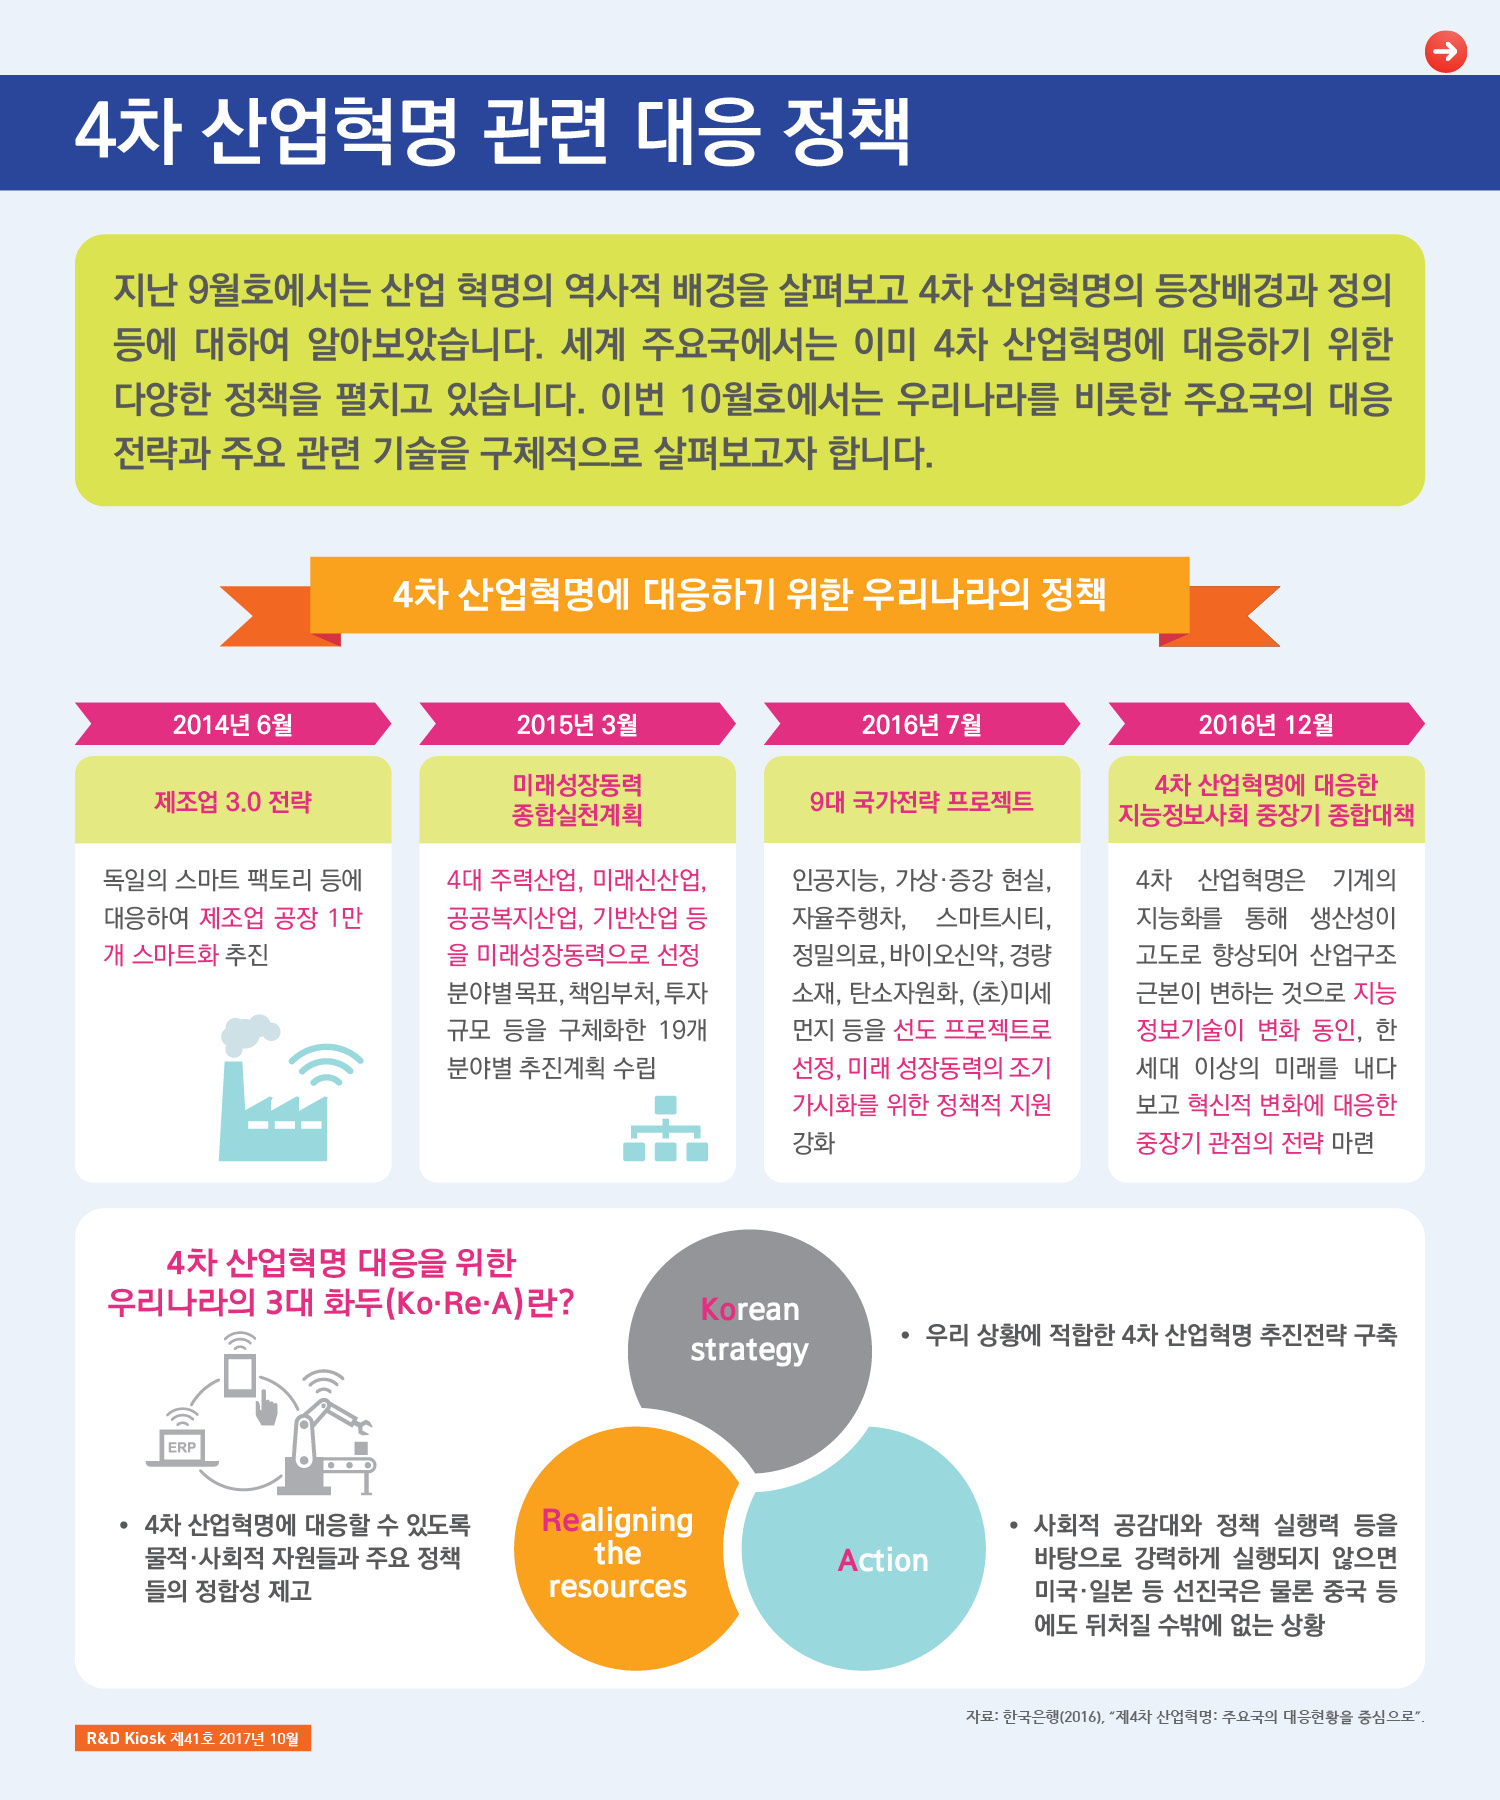 4차 산업혁명 관련 대응 정책
지난 9월호에서는 산업 혁명의 역사적 배경을 살펴보고 4차 산업혁명의 등장배경과 정의
등에 대하여 알아보았습니다. 세계 주요국에서는 이미 4차 산업혁명에 대응하기 위한
다양한 정책을 펼치고 있습니다. 이번 10월호에서는 우리나라를 비롯한 주요국의 대응
전략과 주요 관련 기술을 구체적으로 살펴보고자 합니다.
4차 산업혁명에 대응하기 위한 우리나라의 정책
2014년 6월
제조업 3.0 전략
독일의 스마트 팩토리 등에
대응하여 제조업 공장 1만
개 스마트화 추진
2015년 3월
미래성장동력
종합실천계획
4대 주력산업, 미래신산업,
공공복지산업, 기반산업 등
을 미래성장동력으로 선정
분야별 목표, 책임부처, 투자
규모 등을 구체화한 19개
분야별 추진계획 수립
2016년 7월
9대 국가전략 프로젝트
인공지능, 가상·증강 현실,
자율주행차, 스마트시티,
정밀의료, 바이오신약, 경량
소재, 탄소자원화, (초)미세
먼지 등을 선도 프로젝트로
선정, 미래 성장동력의 조기
가시화를 위한 정책적 지원
강화
2016년 12월
4차 산업혁명에 대응한
지능정보사회 중장기 종합대책
4차 산업혁명은 기계의
지능화를 통해 생산성이
고도로 향상되어 산업구조
근본이 변하는 것으로 지능
정보기술이 변화 동인, 한
세대 이상의 미래를 내다
보고 혁신적 변화에 대응한
중장기 관점의 전략 마련
4차 산업혁명 대응을 위한
우리나라의 3대 화두(Ko·Re·A)란?
ERP
Korean
strategy
• 우리 상황에 적합한 4차 산업혁명 추진전략 구축
• 4차 산업혁명에 대응할 수 있도록
물적·사회적 자원들과 주요 정책
들의 정합성 제고
Realigning
the
resources
Action
• 사회적 공감대와 정책 실행력 등을
바탕으로 강력하게 실행되지 않으면
미국·일본 등 선진국은 물론 중국 등
에도 뒤처질 수밖에 없는 상황
자료: 한국은행(2016), “제4차 산업혁명: 주요국의 대응현황을 중심으로”.
R&D Kiosk 제41호 2017년 10월